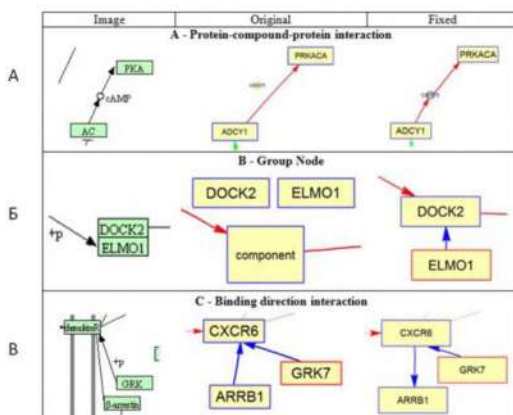 Image Original Fixed
A - Protein-compound-protein interaction
А
PKA
cAMP
AC
PRKACA
ADCY1
PRKACA
ADCY1
B - Group Node
Б
+p
DOCK2
ELMO1
DOCK2 ELMO1
component
DOCK2
ELMO1
C - Binding direction interaction
В
+p
GRK
β-arrestin
CXCR6
GRK7
ARRB1
CXCR6
GRK7
ARRB1